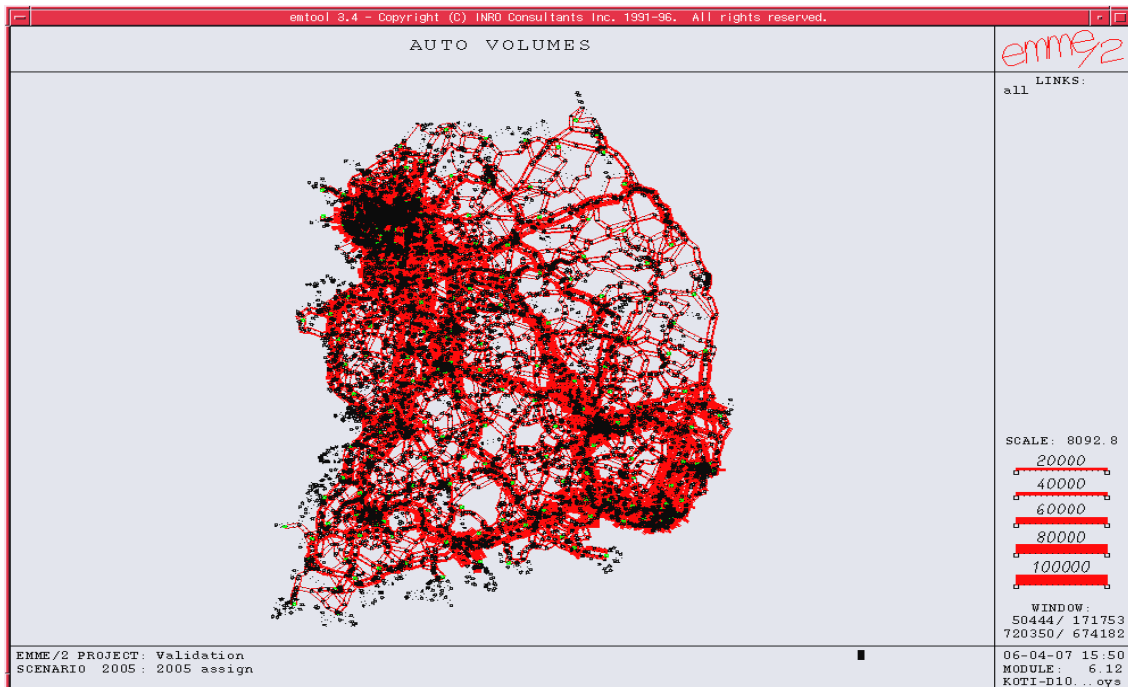 emtool 3.4 - Copyright (C) INRO Consultants Inc. 1991-96. All rights reserved.
AUTO VOLUMES
emme/2
LINKS:
all
SCALE: 8092.8
20000
40000
60000
80000
100000
WINDOW:
50444/ 171753
720350/ 674182
EMME/2 PROJECT: Validation
SCENARIO 2005: 2005 assign
06-04-07 15:50
MODULE: 6.12
KOTI-D10...oys